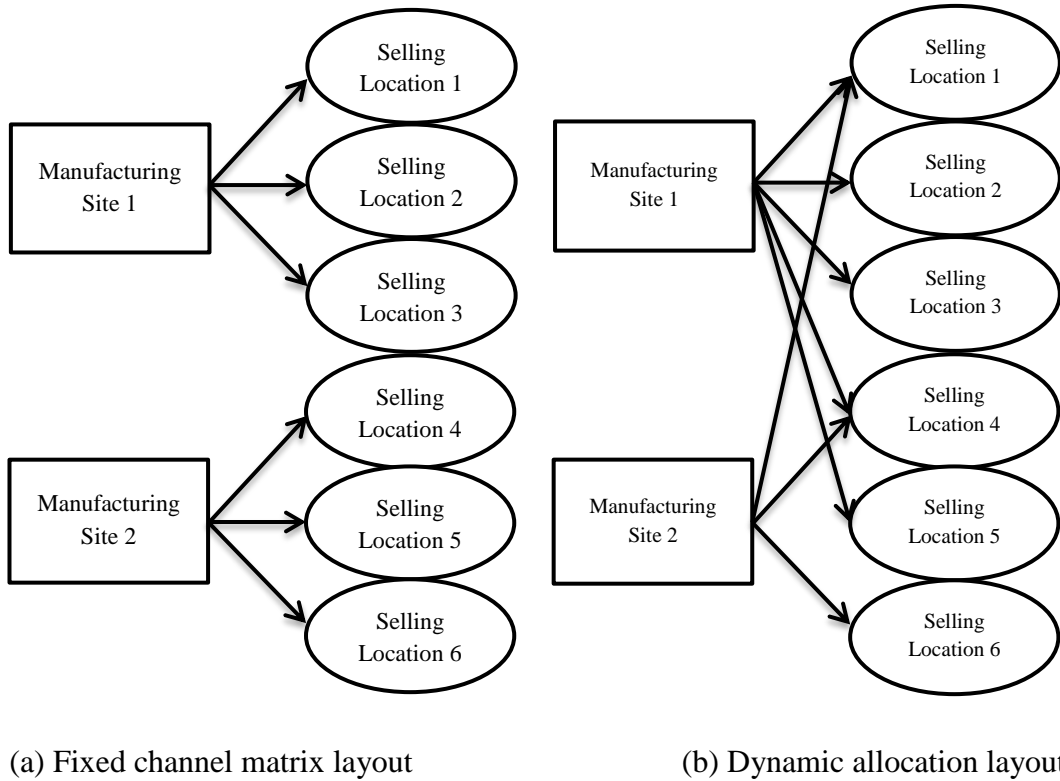 Manufacturing
Site 1
Selling
Location 1
Selling
Location 2
Selling
Location 3
Manufacturing
Site 2
Selling
Location 4
Selling
Location 5
Selling
Location 6
(a) Fixed channel matrix layout
Manufacturing
Site 1
Selling
Location 1
Selling
Location 2
Selling
Location 3
Manufacturing
Site 2
Selling
Location 4
Selling
Location 5
Selling
Location 6
(b) Dynamic allocation layout